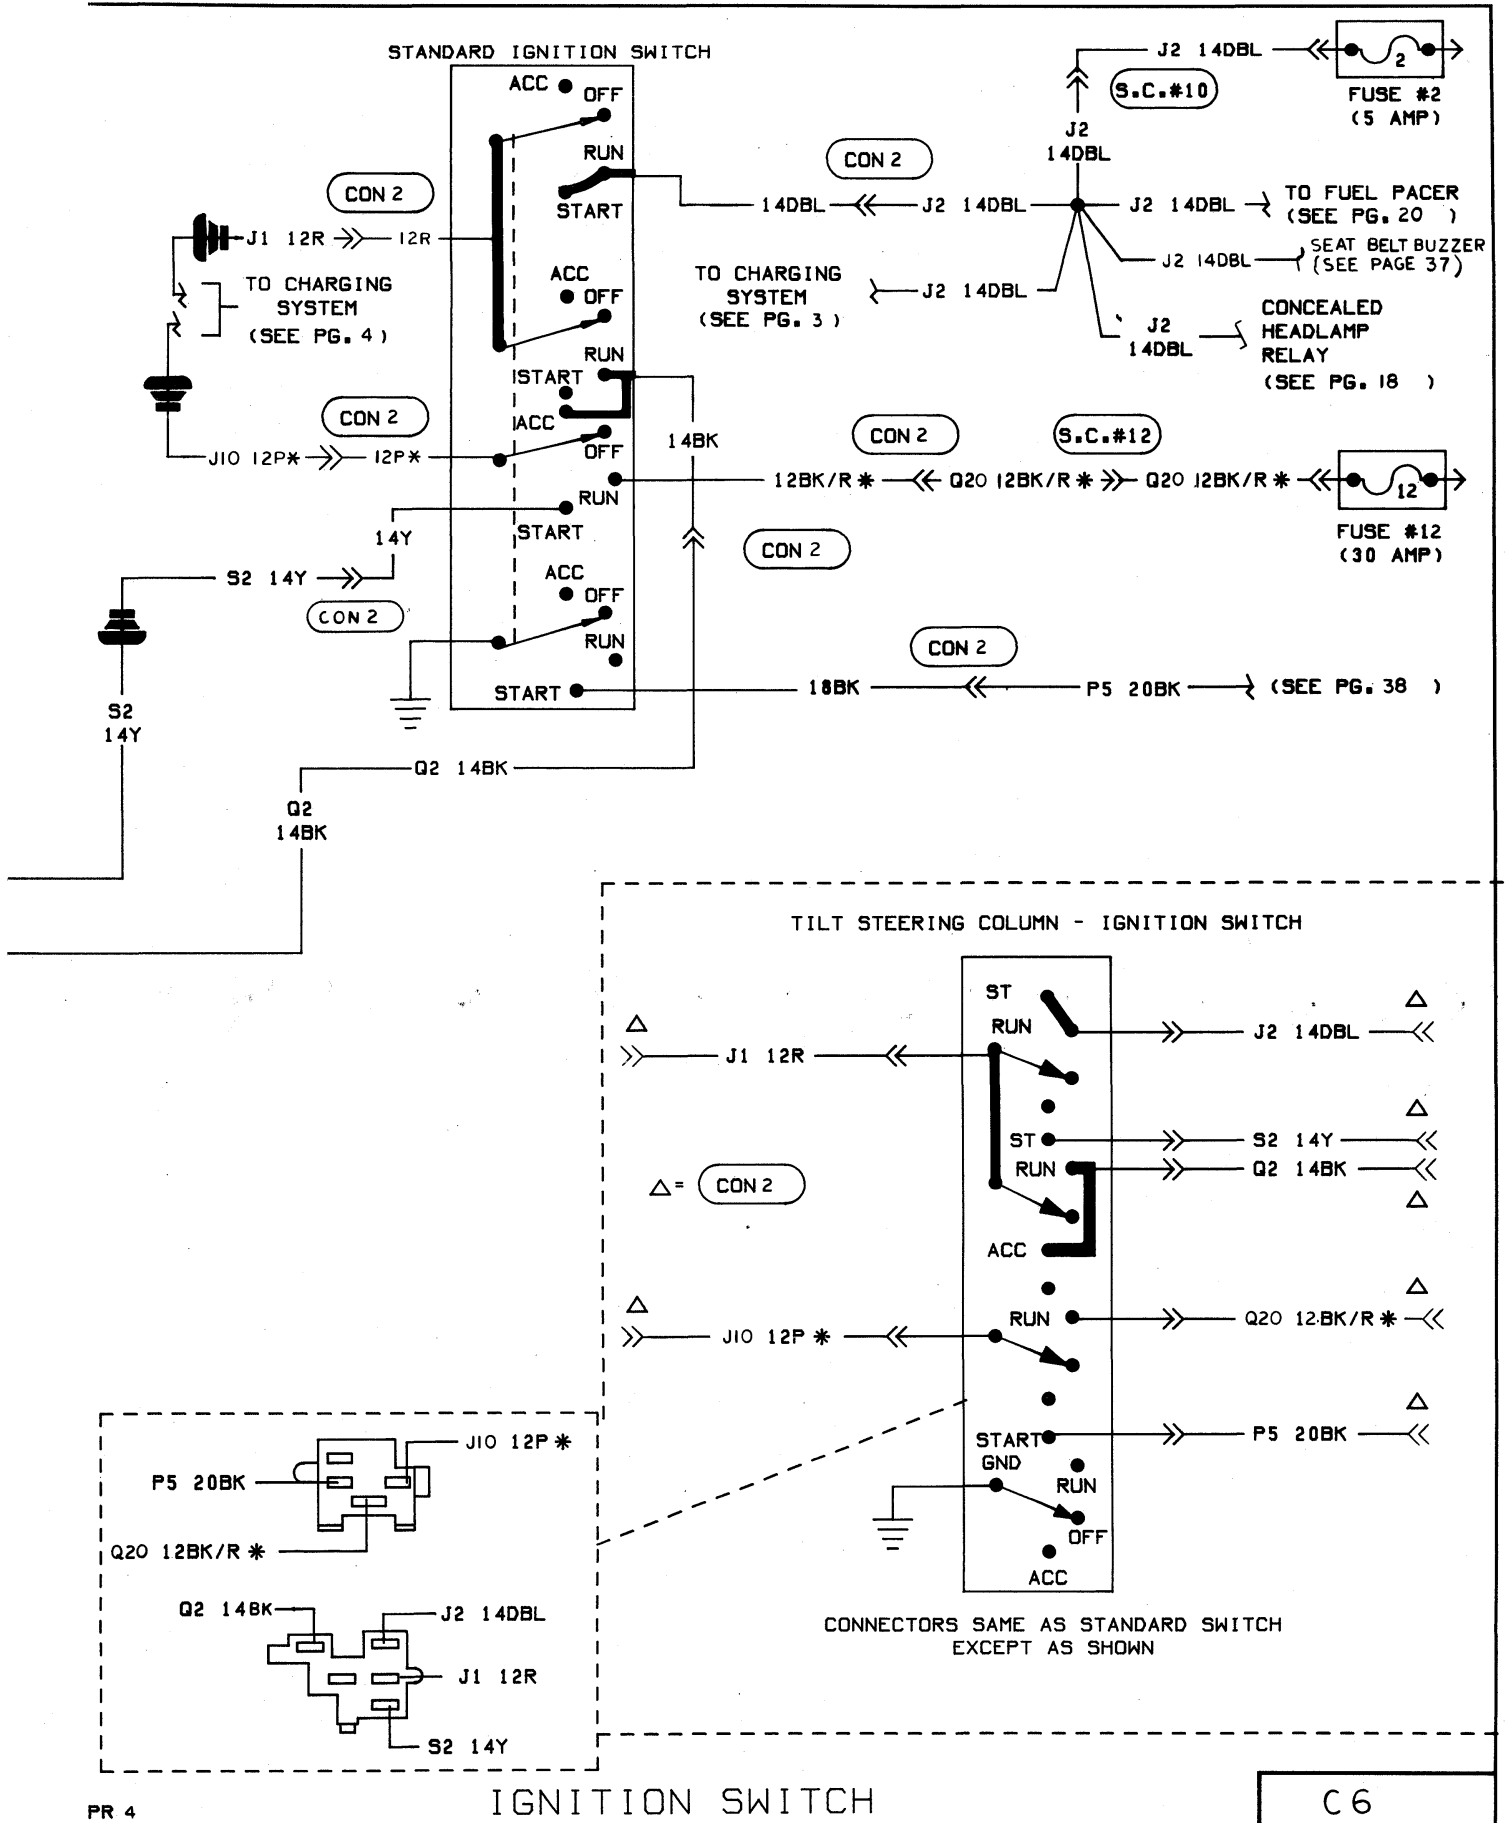 STANDARD IGNITION SWITCH
J2 14DBL
2
FUSE #2
(5 AMP)
S.C.#10
J2
14DBL
ACC
OFF
RUN
START
CON 2
14DBL
J2 14DBL
J2 14DBL
TO FUEL PACER
(SEE PG. 20 )
CON 2
J1 12R
12R
J2 14DBL
SEAT BELT BUZZER
(SEE PAGE 37)
TO CHARGING
SYSTEM
(SEE PG. 4 )
ACC
OFF
RUN
START
TO CHARGING
SYSTEM
(SEE PG. 3 )
J2 14DBL
J2
14DBL
CONCEALED
HEADLAMP
RELAY
(SEE PG. 18 )
CON 2
J10 12P*
12P*
ACC
OFF
RUN
START
14BK
CON 2
S.C.#12
12BK/R *
Q20 12BK/R *
Q20 12BK/R *
12
FUSE #12
(30 AMP)
14Y
S2 14Y
CON 2
CON 2
ACC
OFF
RUN
START
CON 2
18BK
P5 20BK
(SEE PG. 38 )
S2
14Y
Q2 14BK
Q2
14BK
TILT STEERING COLUMN - IGNITION SWITCH
ST
RUN
J2 14DBL
J1 12R
ST
S2 14Y
RUN
Q2 14BK
△= CON 2
ACC
RUN
Q20 12BK/R *
J10 12P *
START
GND
P5 20BK
RUN
OFF
ACC
CONNECTORS SAME AS STANDARD SWITCH
EXCEPT AS SHOWN
J10 12P *
P5 20BK
Q20 12BK/R *
Q2 14BK
J2 14DBL
J1 12R
S2 14Y
PR 4
IGNITION SWITCH
C6